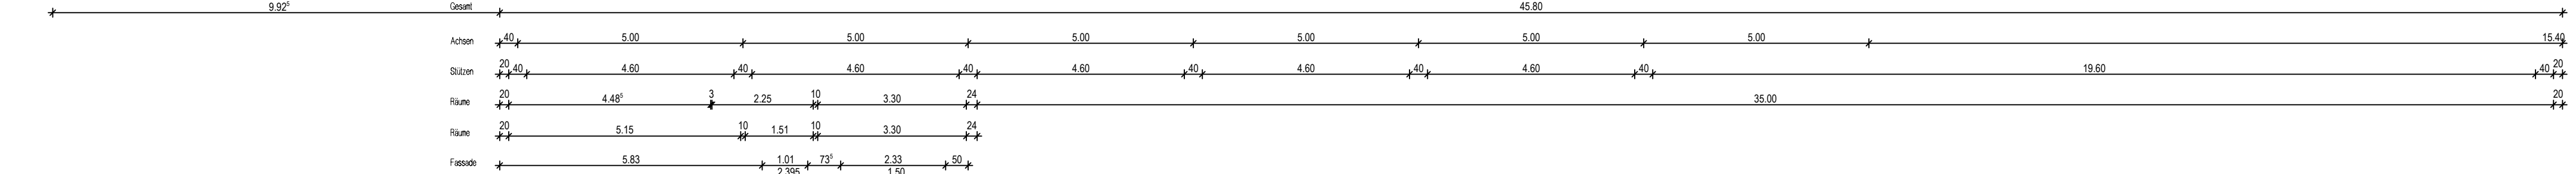 9.92⁵ Gesamt 45.80
Achsen 40 5.00 5.00 5.00 5.00 5.00 5.00 15.40
Stützen 20 40 4.60 40 4.60 40 4.60 40 4.60 40 4.60 40 19.60 40 20
Räume 20 4.48⁵ 3 2.25 10 3.30 24 35.00 20
Räume 20 5.15 10 1.51 10 3.30 24
Fassade 5.83 1.01 73⁵ 2.33 50
2.395 1.50